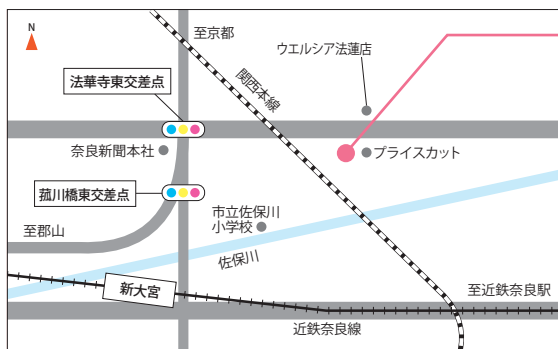 至京都
N
ウエルシア法蓮店
法華寺東交差点
関西本線
奈良新聞本社
プライスカット
菰川橋東交差点
市立佐保川
小学校
至郡山
佐保川
新大宮
至近鉄奈良駅
近鉄奈良線